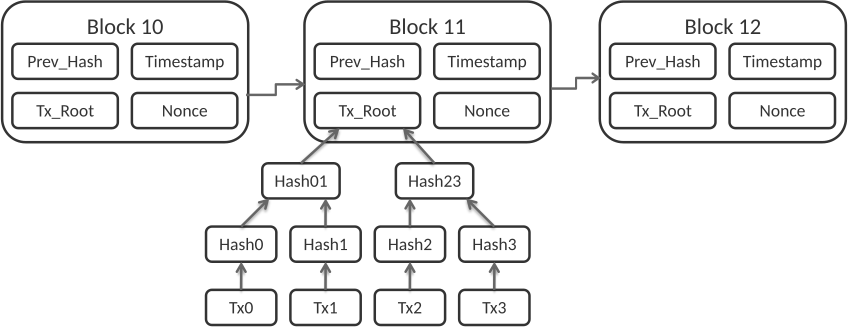 Block 10
Block 11
Block 12
Prev_Hash Timestamp
Prev_Hash Timestamp
Prev_Hash Timestamp
Tx_Root Nonce
Tx_Root Nonce
Tx_Root Nonce
Hash01 Hash23
Hash0 Hash1 Hash2 Hash3
Tx0 Tx1 Tx2 Tx3